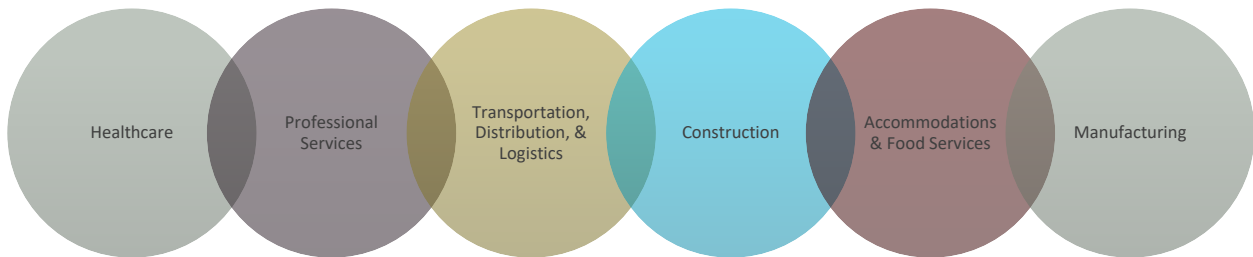 Healthcare
Professional
Services
Transportation,
Distribution, &
Logistics
Construction
Accommodations
& Food Services
Manufacturing